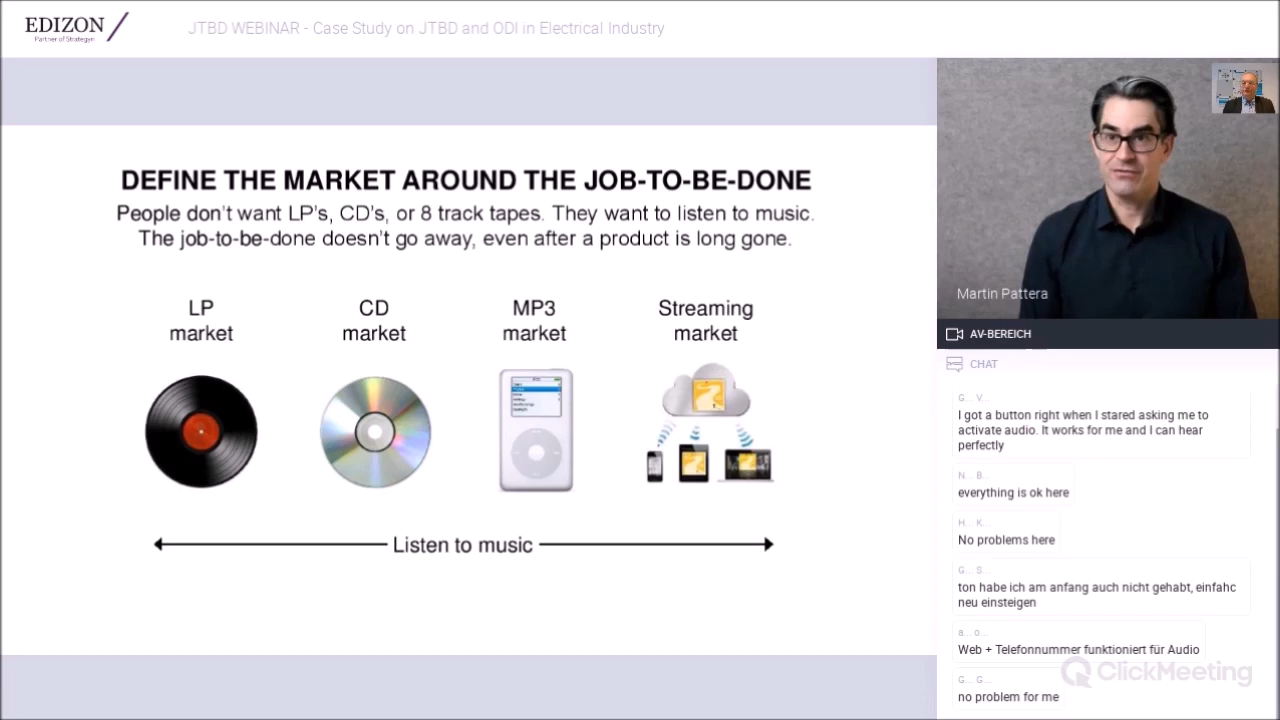 EDIZON
Partner of Strategyn
JTBD WEBINAR - Case Study on JTBD and ODI in Electrical Industry
DEFINE THE MARKET AROUND THE JOB-TO-BE-DONE
People don't want LP's, CD's, or 8 track tapes. They want to listen to music.
The job-to-be-done doesn't go away, even after a product is long gone.
LP
market
CD
market
MP3
market
Streaming
market
Listen to music
Martin Pattera
AV-BEREICH
CHAT
G... V...
I got a button right when I stared asking me to
activate audio. It works for me and I can hear
perfectly
N... B...
everything is ok here
H... K...
No problems here
G... S...
ton habe ich am anfang auch nicht gehabt, einfahc
neu einsteigen
a... o...
Web + Telefonnummer funktioniert für Audio
G... G...
no problem for me
ClickMeeting